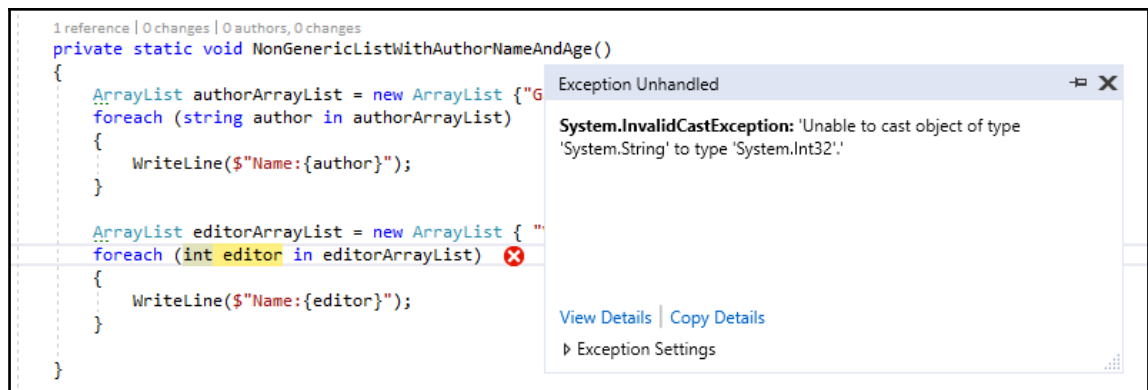 1 reference | 0 changes | 0 authors, 0 changes
private static void NonGenericListWithAuthorNameAndAge()
{
ArrayList authorArrayList = new ArrayList {"G
foreach (string author in authorArrayList)
{
WriteLine($"Name:{author}");
}
ArrayList editorArrayList = new ArrayList { "
foreach (int editor in editorArrayList)
{
WriteLine($"Name:{editor}");
}
}
Exception Unhandled
System.InvalidCastException: 'Unable to cast object of type
'System.String' to type 'System.Int32'.'
View Details | Copy Details
Exception Settings